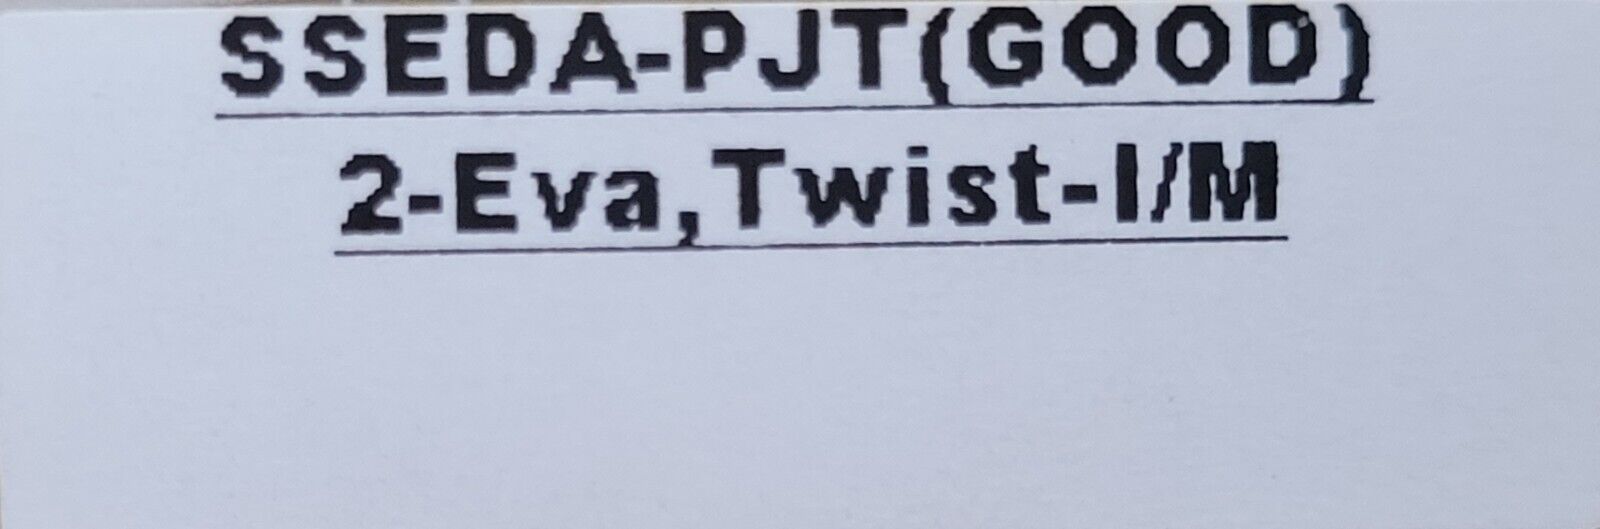 SSEDA-PJT(GOOD)
2-Eva,Twist-I/M